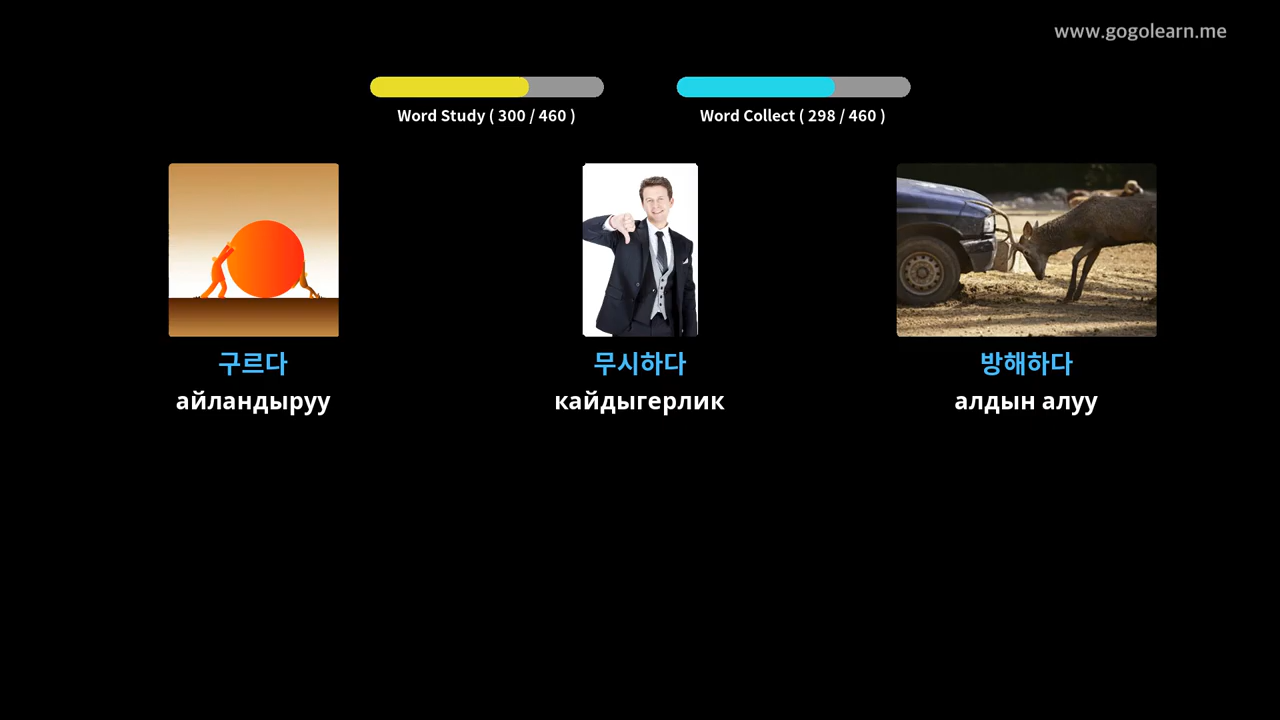 www.gogolearn.me
Word Study ( 300 / 460 )
Word Collect ( 298 / 460 )
구르다
무시하다
방해하다
айландыруу
кайдыгерлик
алдын алуу